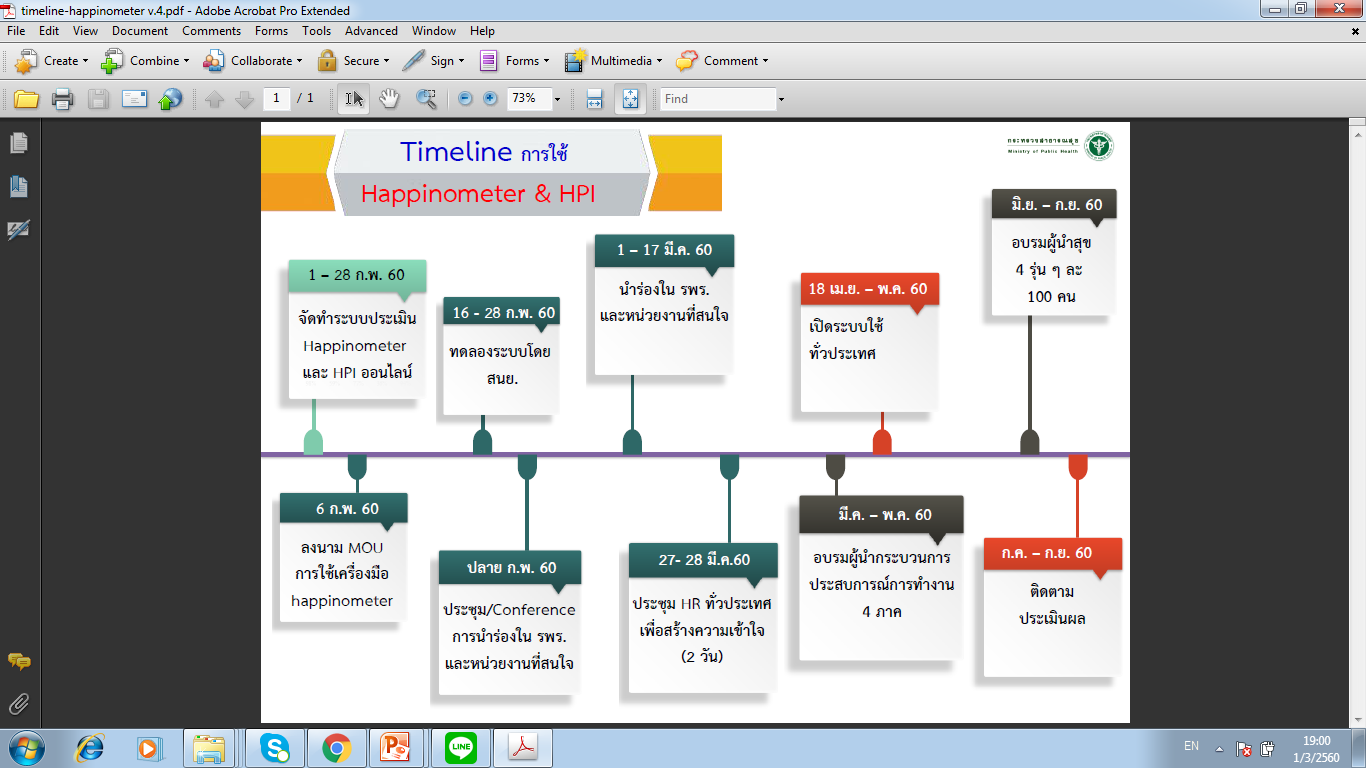 timeline-happinometer v.4.pdf - Adobe Acrobat Pro Extended
File Edit View Document Comments Forms Tools Advanced Window Help
Create Combine Collaborate Secure Sign Forms Multimedia Comment
1 / 1 73% Find
Timeline การใช้
Happinometer & HPI
กระทรวงสาธารณสุข
Ministry of Public Health
1 – 28 ก.พ. 60
จัดทำระบบประเมิน
Happinometer
และ HPI ออนไลน์
16 - 28 ก.พ. 60
ทดลองระบบโดย
สนย.
1 – 17 มี.ค. 60
นำร่องใน รพร.
และหน่วยงานที่สนใจ
18 เม.ย. – พ.ค. 60
เปิดระบบใช้
ทั่วประเทศ
มิ.ย. – ก.ย. 60
อบรมผู้นำสุข
4 รุ่น ๆ ละ
100 คน
6 ก.พ. 60
ลงนาม MOU
การใช้เครื่องมือ
happinometer
ปลาย ก.พ. 60
ประชุม/Conference
การนำร่องใน รพร.
และหน่วยงานที่สนใจ
27- 28 มี.ค.60
ประชุม HR ทั่วประเทศ
เพื่อสร้างความเข้าใจ
(2 วัน)
มี.ค. – พ.ค. 60
อบรมผู้นำกระบวนการ
ประสบการณ์การทำงาน
4 ภาค
ก.ค. – ก.ย. 60
ติดตาม
ประเมินผล
LINE
EN
19:00
1/3/2560